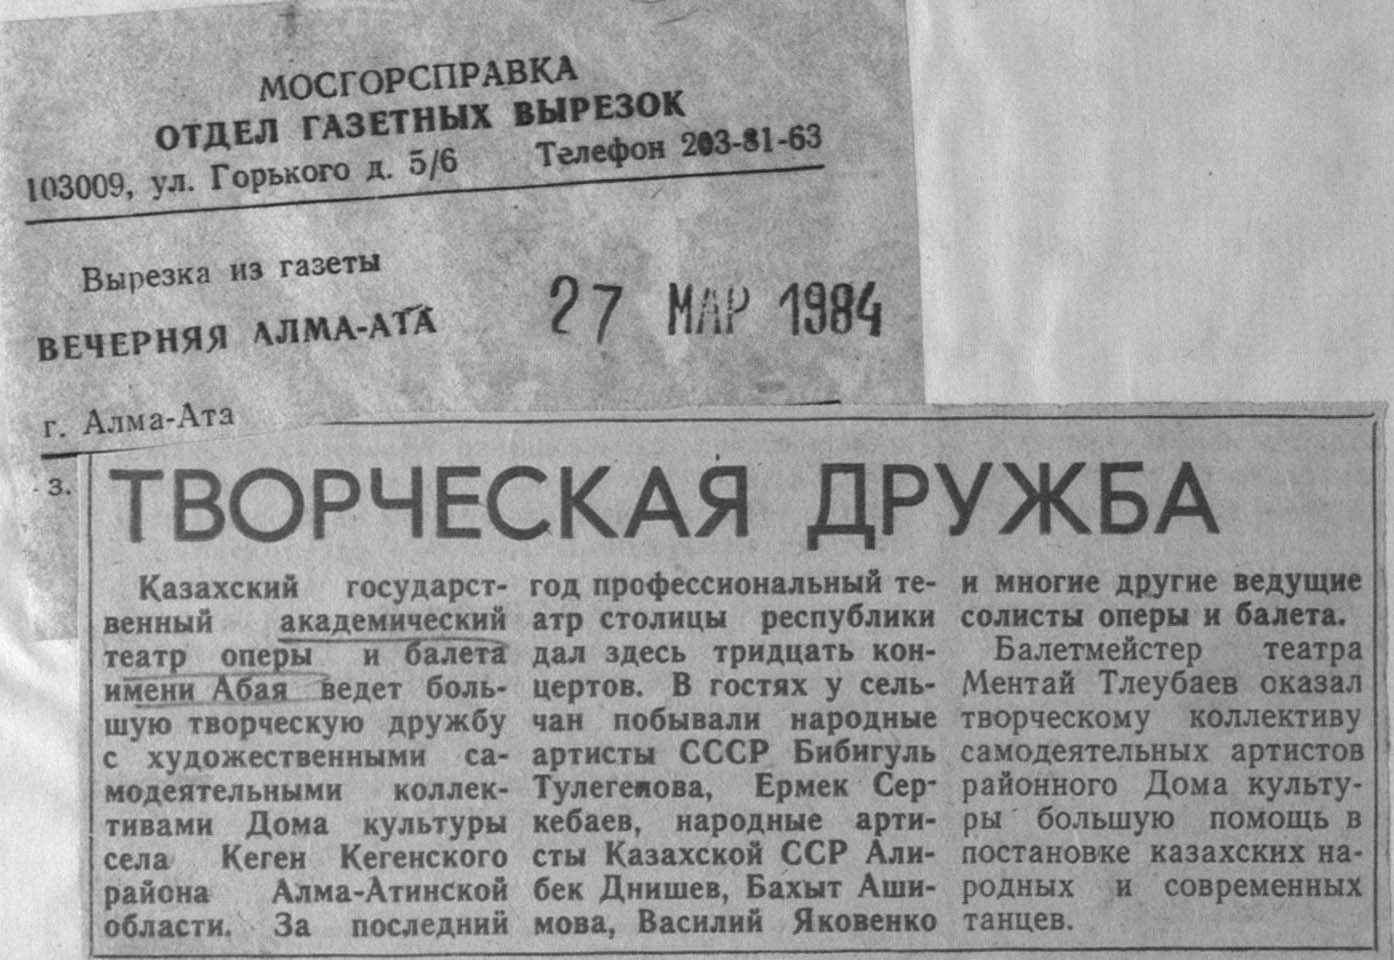 МОСГОРСПРАВКА
ОТДЕЛ ГАЗЕТНЫХ ВЫРЕЗОК
103009, ул. Горького д. 5/6 Телефон 203-81-63
Вырезка из газеты
ВЕЧЕРНЯЯ АЛМА-АТА
27 МАР 1984
г. Алма-Ата
з.
ТВОРЧЕСКАЯ ДРУЖБА
Казахский государст-
венный академический
театр оперы и балета
имени Абая ведет боль-
шую творческую дружбу
с художественными са-
модеятельными коллек-
тивами Дома культуры
села Кеген Кегенского
района Алма-Атинской
области. За последний
год профессиональный те-
атр столицы республики
дал здесь тридцать кон-
цертов. В гостях у сель-
чан побывали народные
артисты СССР Бибигуль
Тулегенова, Ермек Сер-
кебаев, народные арти-
сты Казахской ССР Али-
бек Днишев, Бахыт Аши-
мова, Василий Яковенко
и многие другие ведущие
солисты оперы и балета.
Балетмейстер театра
Ментай Тлеубаев оказал
творческому коллективу
самодеятельных артистов
районного Дома культу-
ры большую помощь в
постановке казахских на-
родных и современных
танцев.